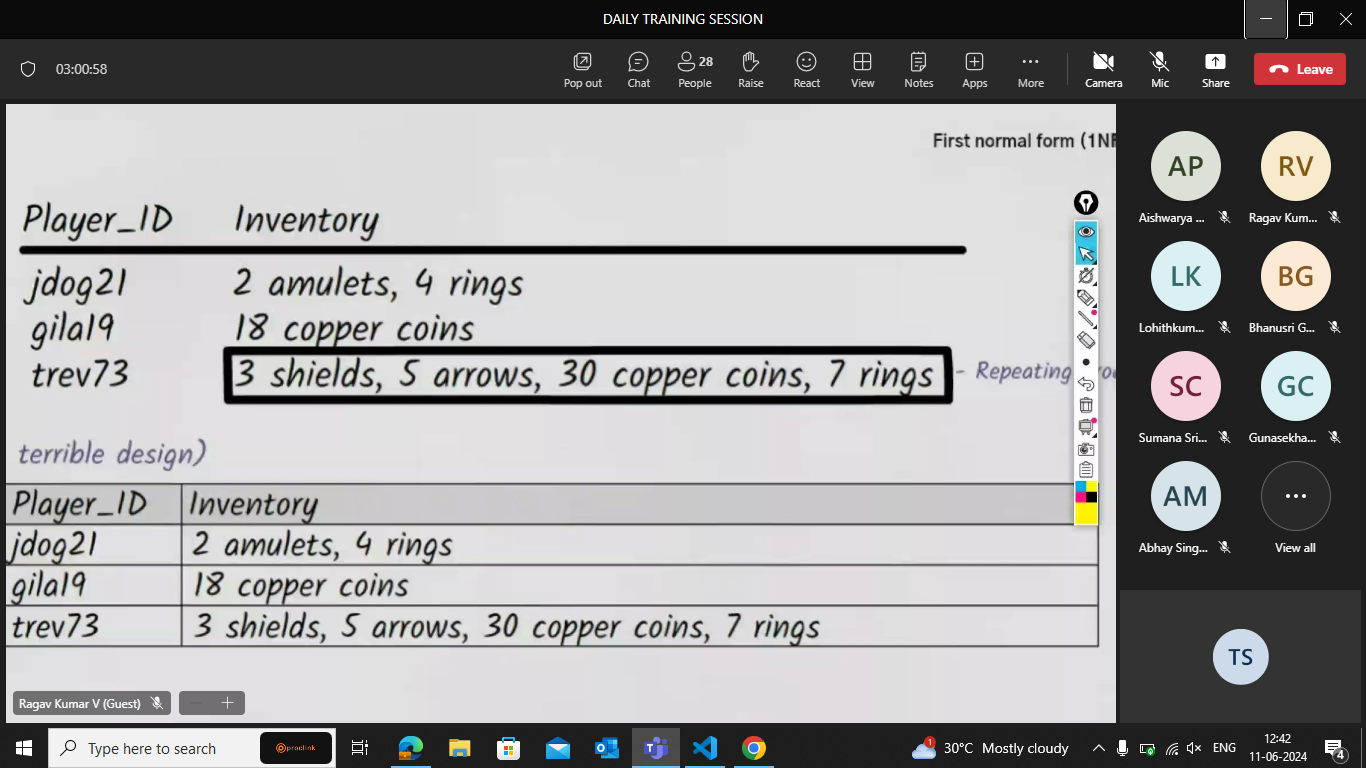 DAILY TRAINING SESSION
03:00:58
Pop out
Chat
28
People
Raise
React
View
Notes
Apps
More
Camera
Mic
Share
Leave
First normal form (1NF
Player_ID Inventory
jdog21 2 amulets, 4 rings
gila19 18 copper coins
trev73 3 shields, 5 arrows, 30 copper coins, 7 rings
- Repeating
terrible design)
Player_ID Inventory
jdog21 2 amulets, 4 rings
gila19 18 copper coins
trev73 3 shields, 5 arrows, 30 copper coins, 7 rings
Ragav Kumar V (Guest)
AP
Aishwarya ...
RV
Ragav Kum...
LK
Lohithkum...
BG
Bhanusri G...
SC
Sumana Sri...
GC
Gunasekha...
AM
Abhay Sing...
View all
TS
Type here to search
proclink
1
30°C Mostly cloudy
ENG
12:42
11-06-2024
4